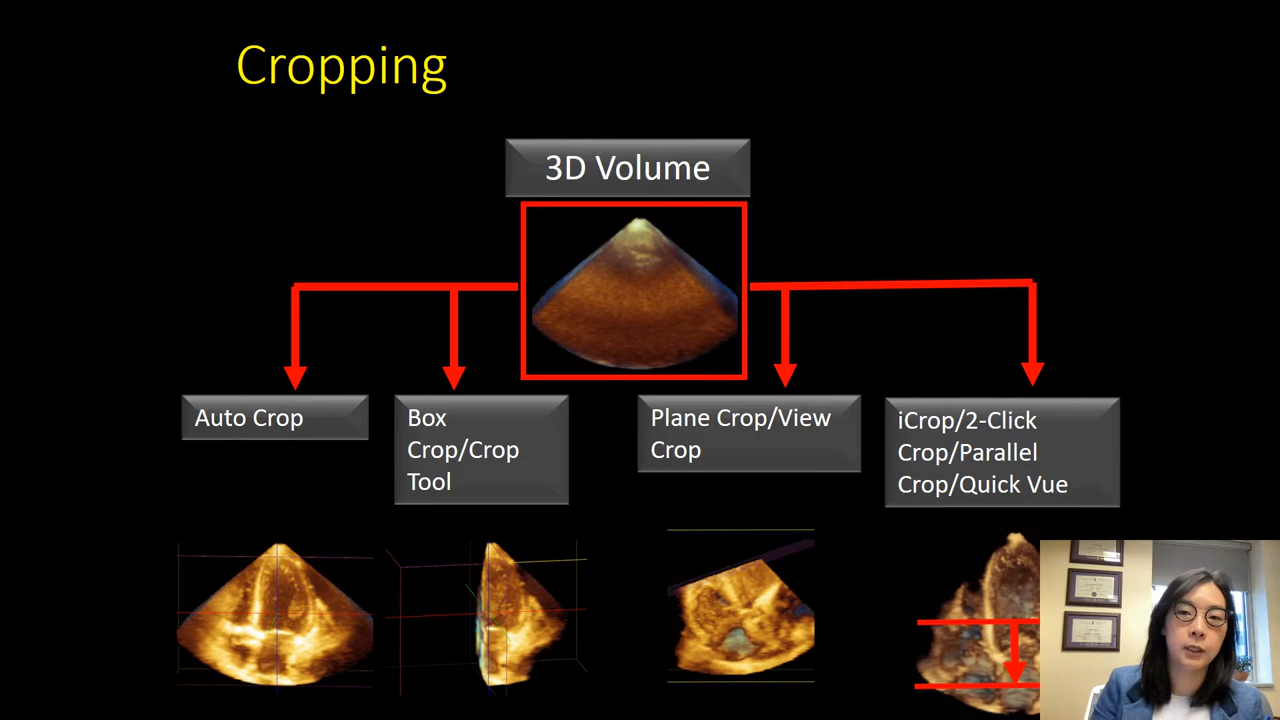 Cropping
3D Volume
Auto Crop
Box
Crop/Crop
Tool
Plane Crop/View
Crop
iCrop/2-Click
Crop/Parallel
Crop/Quick Vue